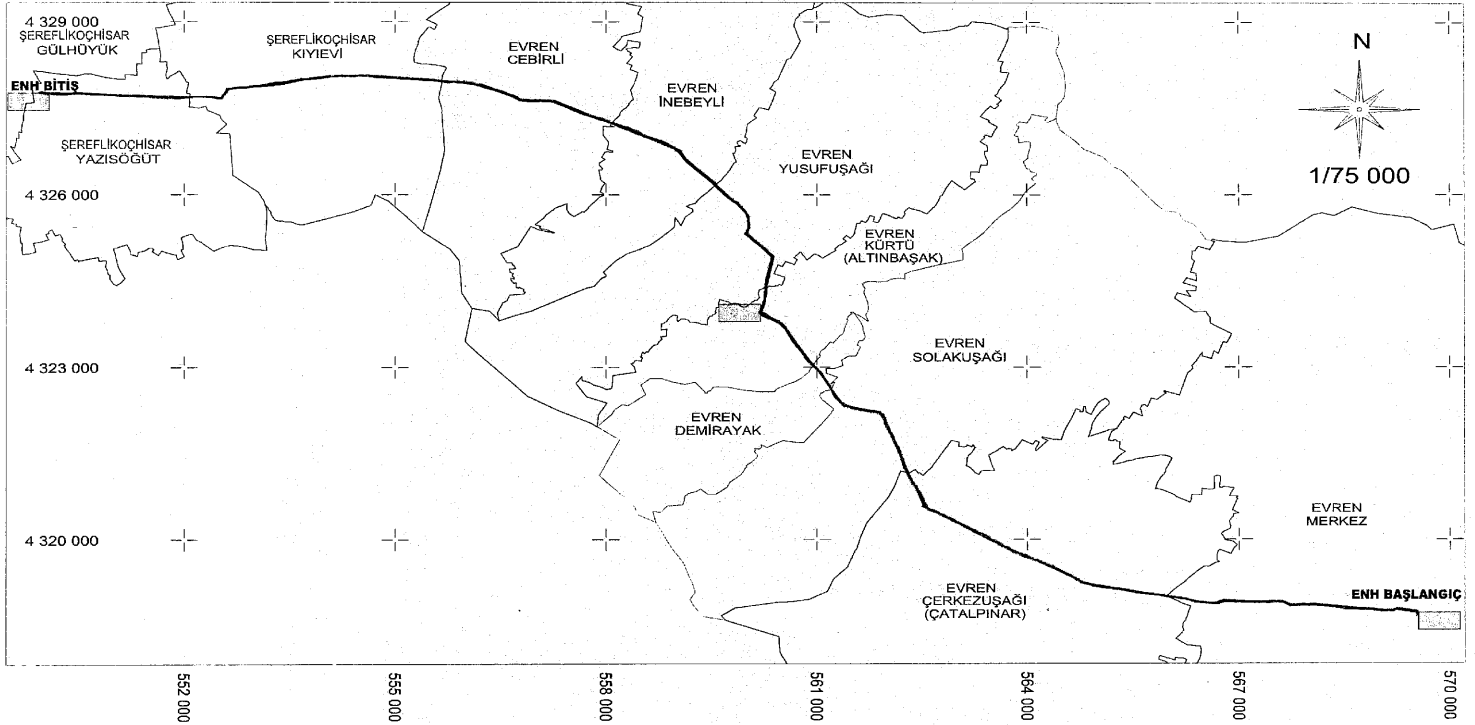 4 329 000
ŞEREFLİKOÇHİSAR
GÜLHÜYÜK
ŞEREFLİKOÇHİSAR
KIYIEVİ
EVREN
CEBİRLİ
N
ENH BİTİŞ
EVREN
İNEBEYLİ
ŞEREFLİKOÇHİSAR
YAZISÖĞÜT
EVREN
YUSUFUŞAĞI
1/75 000
4 326 000
EVREN
KÜRTÜ
(ALTINBAŞAK)
EVREN
SOLAKUŞAĞI
4 323 000
EVREN
DEMİRAYAK
EVREN
MERKEZ
4 320 000
EVREN
ÇERKEZUŞAĞI
(ÇATALPINAR)
ENH BAŞLANGIÇ
552 000
555 000
558 000
561 000
564 000
567 000
570 000